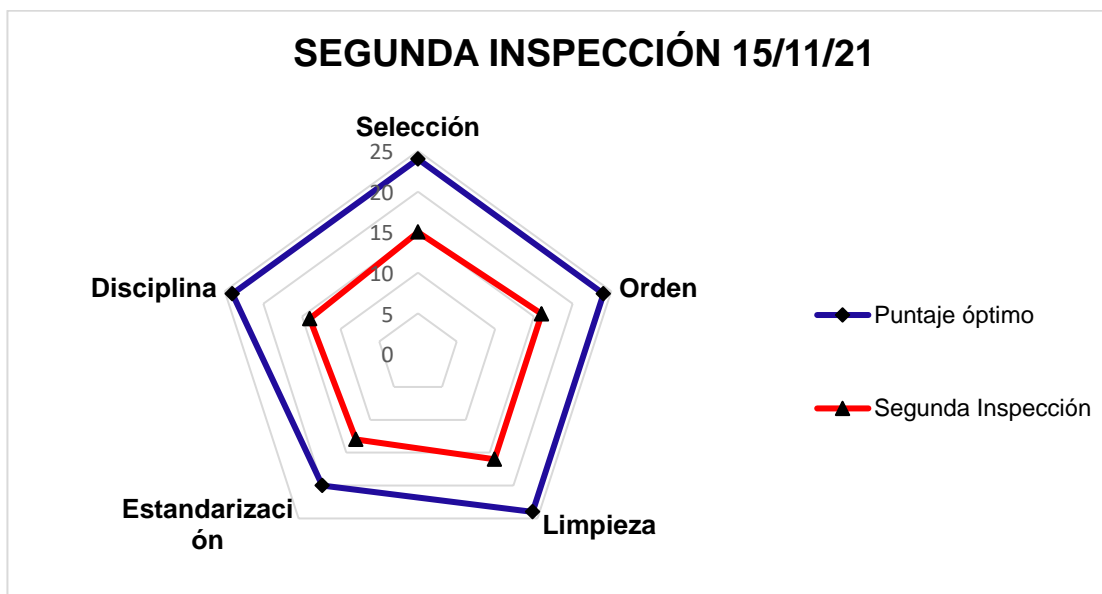 SEGUNDA INSPECCIÓN 15/11/21
Selección
25
20
15
10
5
0
Disciplina
Orden
Estandarizaci
ón
Limpieza
Puntaje óptimo
Segunda Inspección